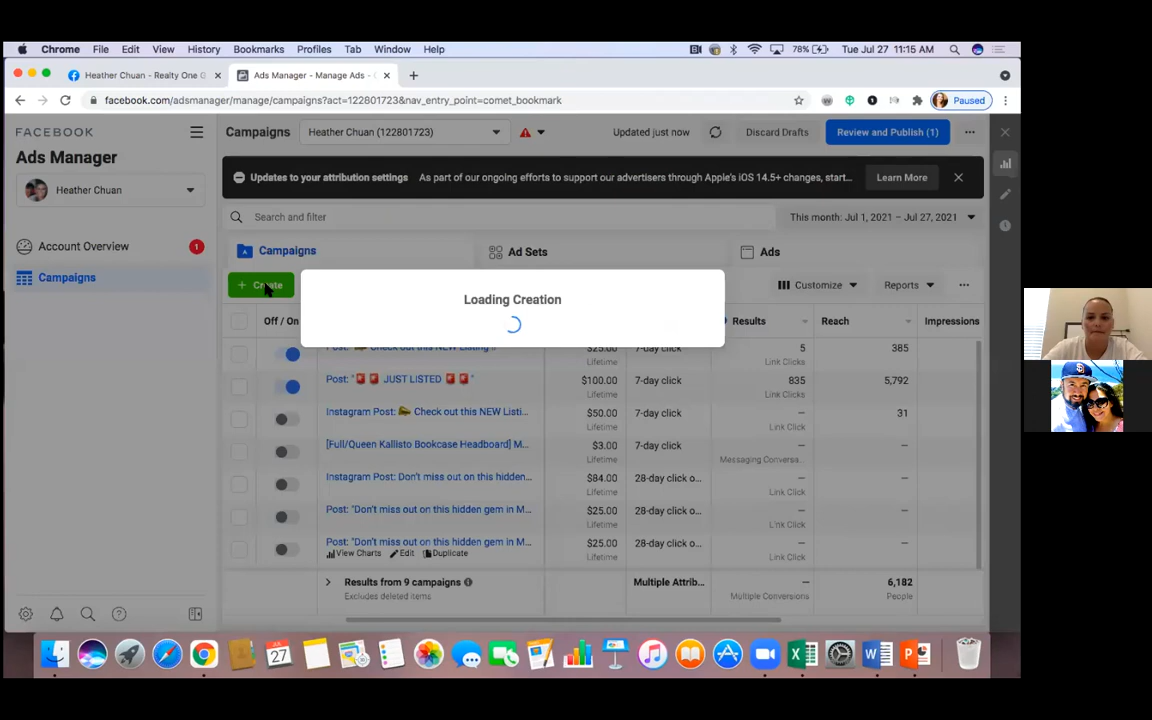 Chrome File Edit View History Bookmarks Profiles Tab Window Help 78% Tue Jul 27 11:15 AM
Heather Chuan - Realty One G × Ads Manager - Manage Ads - × +
facebook.com/adsmanager/manage/campaigns?act=122801723&nav_entry_point=comet_bookmark Paused
FACEBOOK
Ads Manager
Heather Chuan
Account Overview 1
Campaigns
Campaigns Heather Chuan (122801723) Updated just now Discard Drafts Review and Publish (1)
Updates to your attribution settings As part of our ongoing efforts to support our advertisers through Apple's iOS 14.5+ changes, start... Learn More
Search and filter This month: Jul 1, 2021 – Jul 27, 2021
Campaigns Ad Sets Ads
+ Create Customize Reports
Loading Creation
Off / On Results Reach Impressions
Post: "📣 Check out this NEW Listing !! $25.00 7-day click 5 385
Lifetime Link Clicks
Post: "🚨🚨 JUST LISTED 🚨🚨" $100.00 7-day click 835 5,792
Lifetime Link Clicks
Instagram Post: 📣 Check out this NEW Listi... $50.00 7-day click — 31
Lifetime Link Click
[Full/Queen Kallisto Bookcase Headboard] M... $3.00 7-day click — —
Lifetime Messaging Conversa...
Instagram Post: Don't miss out on this hidden... $84.00 28-day click o... — —
Lifetime Link Click
Post: "Don't miss out on this hidden gem in M... $25.00 28-day click o... — —
Lifetime Link Click
Post: "Don't miss out on this hidden gem in M... $25.00 28-day click o... — —
View Charts Edit Duplicate Lifetime Link Click
Results from 9 campaigns Multiple Attrib... — 6,182
Excludes deleted items Multiple Conversions People
JUL
27